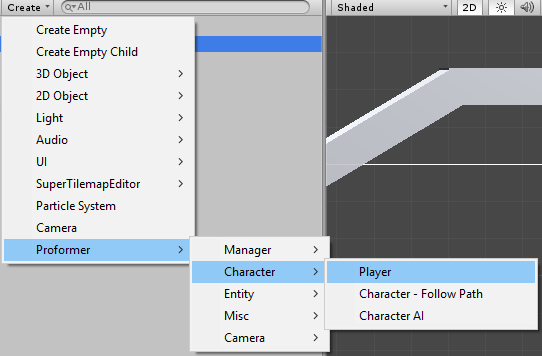 Create
All
Shaded
2D
Create Empty
Create Empty Child
3D Object
2D Object
Light
Audio
UI
SuperTilemapEditor
Particle System
Camera
Proformer
Manager
Character
Entity
Misc
Camera
Player
Character - Follow Path
Character AI